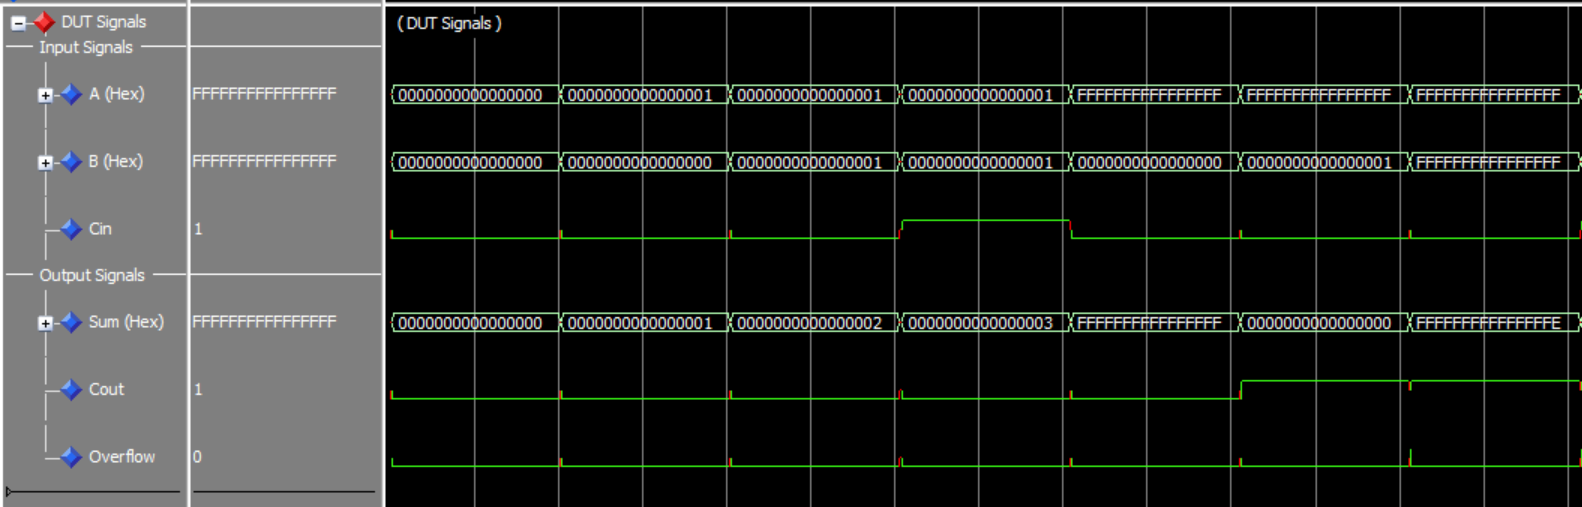 DUT Signals
( DUT Signals )
Input Signals
A (Hex) FFFFFFFFFFFFFFFF 0000000000000000 0000000000000001 0000000000000001 0000000000000001 FFFFFFFFFFFFFFFF FFFFFFFFFFFFFFFF FFFFFFFFFFFFFFFF
B (Hex) FFFFFFFFFFFFFFFF 0000000000000000 0000000000000000 0000000000000001 0000000000000001 0000000000000000 0000000000000001 FFFFFFFFFFFFFFFF
Cin 1
Output Signals
Sum (Hex) FFFFFFFFFFFFFFFF 0000000000000000 0000000000000001 0000000000000002 0000000000000003 FFFFFFFFFFFFFFFF 0000000000000000 FFFFFFFFFFFFFFFE
Cout 1
Overflow 0